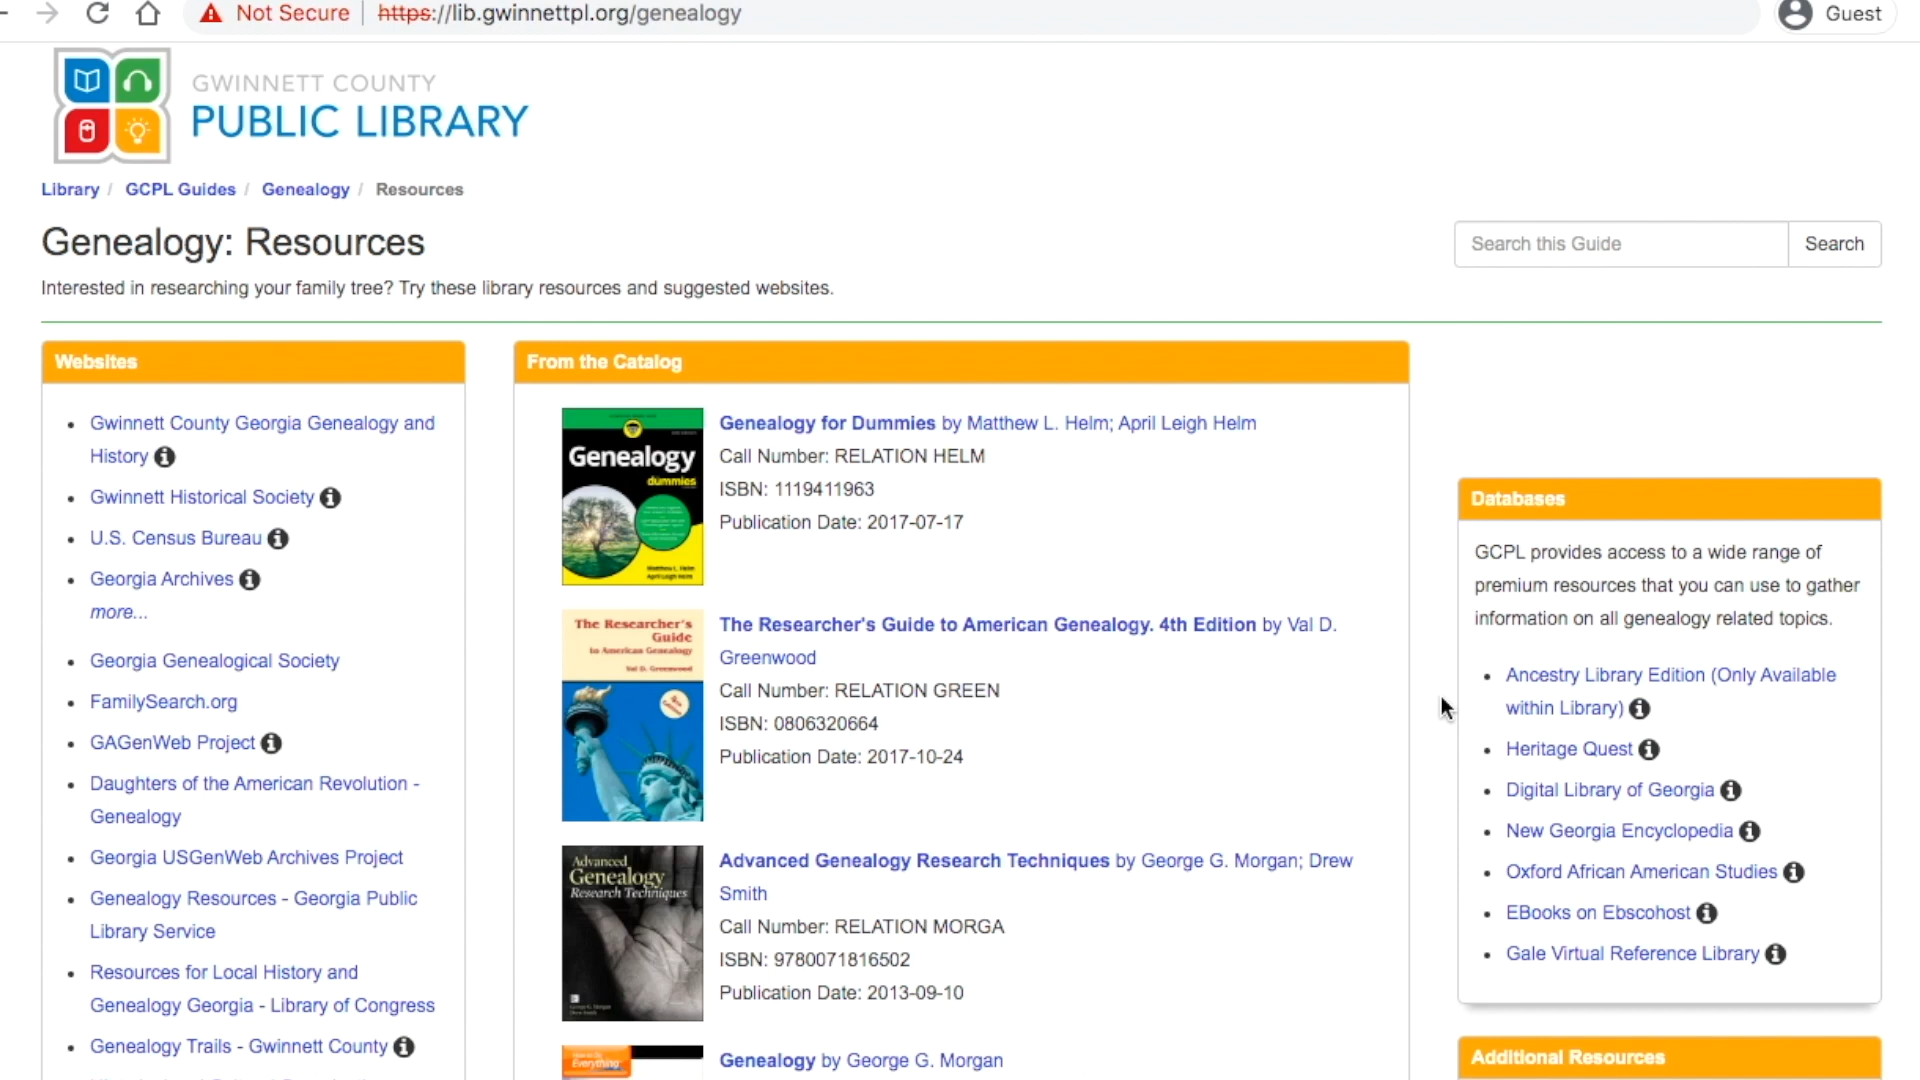 Not Secure
https://lib.gwinnettpl.org/genealogy
Guest
GWINNETT COUNTY
PUBLIC LIBRARY
Library / GCPL Guides / Genealogy / Resources
Genealogy: Resources
Search this Guide
Search
Interested in researching your family tree? Try these library resources and suggested websites.
Websites
Gwinnett County Georgia Genealogy and
History
Gwinnett Historical Society
U.S. Census Bureau
Georgia Archives
more...
Georgia Genealogical Society
FamilySearch.org
GAGenWeb Project
Daughters of the American Revolution -
Genealogy
Georgia USGenWeb Archives Project
Genealogy Resources - Georgia Public
Library Service
Resources for Local History and
Genealogy Georgia - Library of Congress
Genealogy Trails - Gwinnett County
From the Catalog
Genealogy
dummies
Matthew L. Helm
April Leigh Helm
Genealogy for Dummies by Matthew L. Helm; April Leigh Helm
Call Number: RELATION HELM
ISBN: 1119411963
Publication Date: 2017-07-17
The Researcher's
Guide
to American Genealogy
Val D. Greenwood
The Researcher's Guide to American Genealogy. 4th Edition by Val D.
Greenwood
Call Number: RELATION GREEN
ISBN: 0806320664
Publication Date: 2017-10-24
Advanced
Genealogy
Research Techniques
Advanced Genealogy Research Techniques by George G. Morgan; Drew
Smith
Call Number: RELATION MORGA
ISBN: 9780071816502
Publication Date: 2013-09-10
Everything
Genealogy by George G. Morgan
Databases
GCPL provides access to a wide range of
premium resources that you can use to gather
information on all genealogy related topics.
Ancestry Library Edition (Only Available
within Library)
Heritage Quest
Digital Library of Georgia
New Georgia Encyclopedia
Oxford African American Studies
EBooks on Ebscohost
Gale Virtual Reference Library
Additional Resources